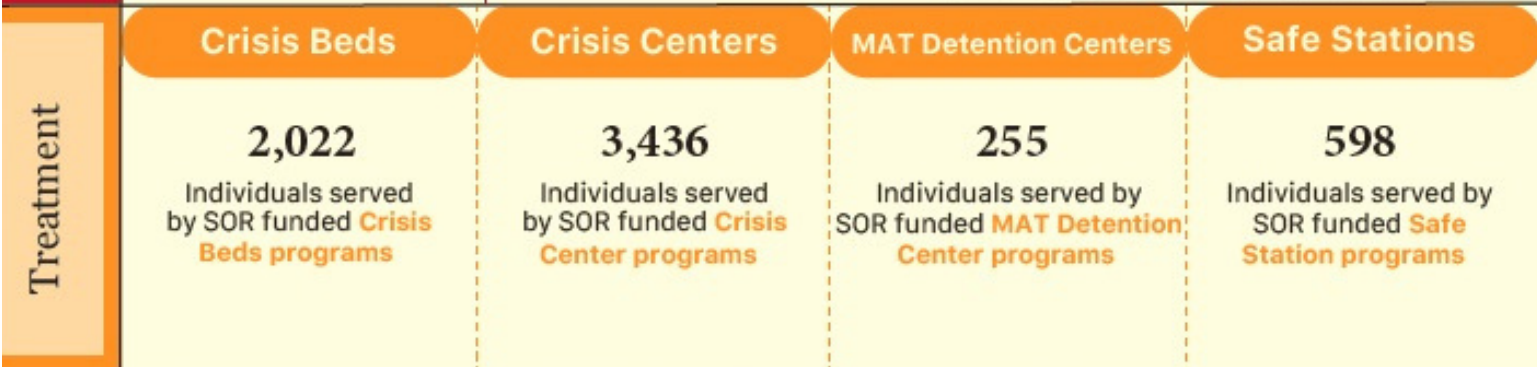 Treatment
Crisis Beds
2,022
Individuals served
by SOR funded Crisis
Beds programs
Crisis Centers
3,436
Individuals served
by SOR funded Crisis
Center programs
MAT Detention Centers
255
Individuals served by
SOR funded MAT Detention
Center programs
Safe Stations
598
Individuals served by
SOR funded Safe
Station programs